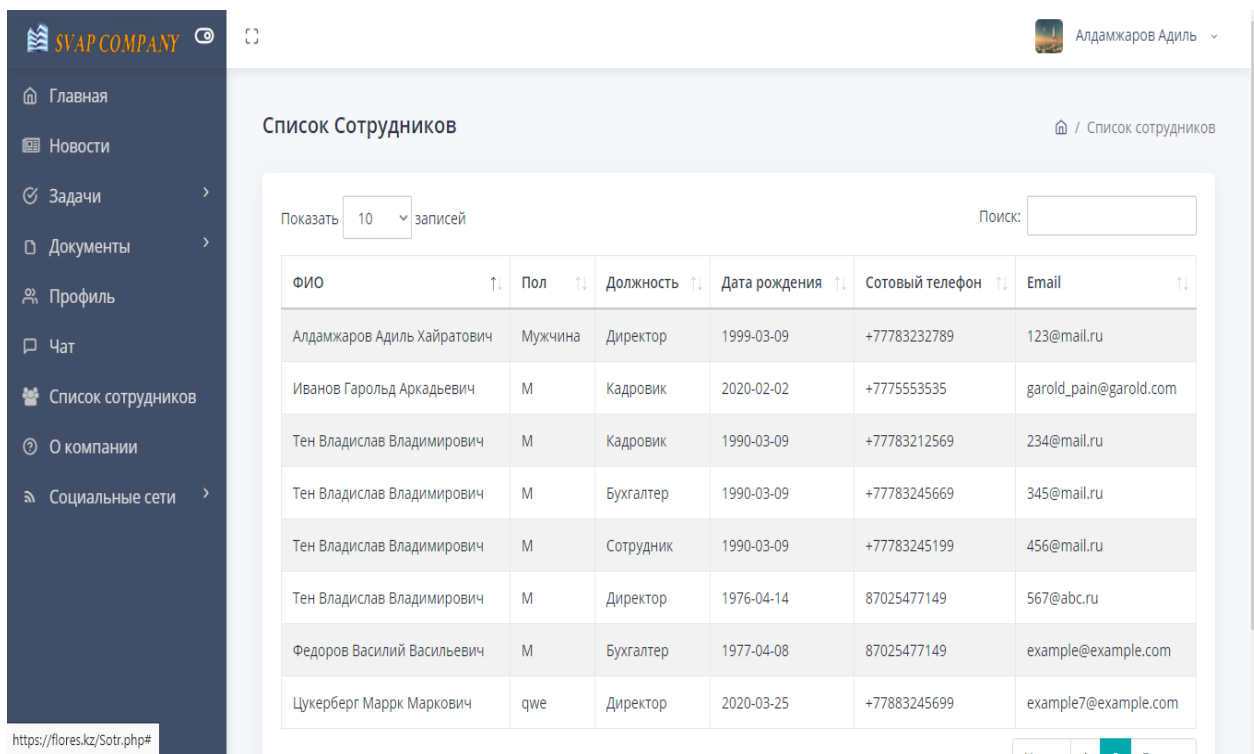 SVAP COMPANY
Алдамжаров Адиль
Главная
Новости
Задачи
Документы
Профиль
Чат
Список сотрудников
О компании
Социальные сети
Список Сотрудников
/ Список сотрудников
Показать 10 записей
Поиск:
ФИО Пол Должность Дата рождения Сотовый телефон Email
Алдамжаров Адиль Хайратович Мужчина Директор 1999-03-09 +77783232789 123@mail.ru
Иванов Гарольд Аркадьевич М Кадровик 2020-02-02 +7775553535 garold_pain@garold.com
Тен Владислав Владимирович М Кадровик 1990-03-09 +77783212569 234@mail.ru
Тен Владислав Владимирович М Бухгалтер 1990-03-09 +77783245669 345@mail.ru
Тен Владислав Владимирович М Сотрудник 1990-03-09 +77783245199 456@mail.ru
Тен Владислав Владимирович М Директор 1976-04-14 87025477149 567@abc.ru
Федоров Василий Васильевич М Бухгалтер 1977-04-08 87025477149 example@example.com
Цукерберг Маррк Маркович qwe Директор 2020-03-25 +77883245699 example7@example.com
https://flores.kz/Sotr.php#